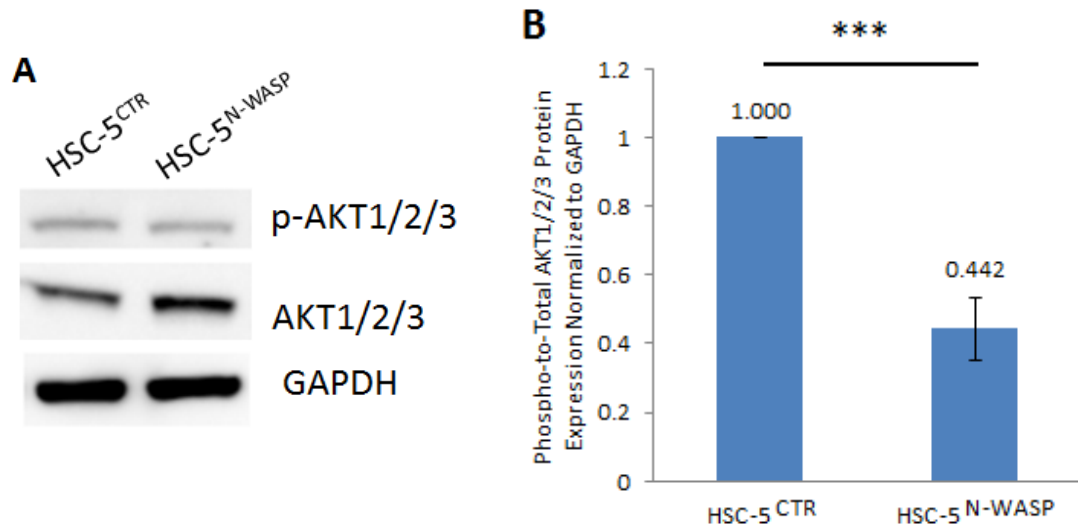 A
HSC-5CTR
HSC-5N-WASP
p-AKT1/2/3
AKT1/2/3
GAPDH
B
***
Phospho-to-Total AKT1/2/3 Protein
Expression Normalized to GAPDH
1.2
1
0.8
0.6
0.4
0.2
0
1.000
0.442
HSC-5 CTR
HSC-5 N-WASP